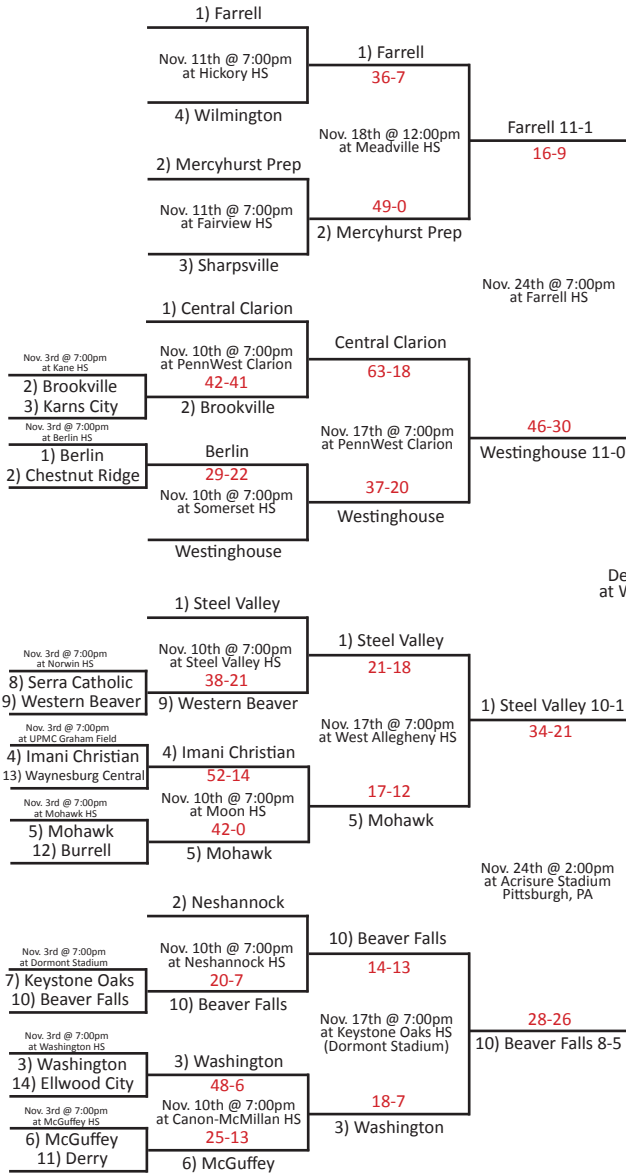 1) Farrell
Nov. 11th @ 7:00pm
at Hickory HS
4) Wilmington
1) Farrell
36-7
Nov. 18th @ 12:00pm
at Meadville HS
Farrell 11-1
16-9
2) Mercyhurst Prep
Nov. 11th @ 7:00pm
at Fairview HS
3) Sharpsville
49-0
2) Mercyhurst Prep
Nov. 24th @ 7:00pm
at Farrell HS
1) Central Clarion
Nov. 10th @ 7:00pm
at PennWest Clarion
42-41
2) Brookville
Nov. 3rd @ 7:00pm
at Kane HS
2) Brookville
3) Karns City
Central Clarion
63-18
Nov. 17th @ 7:00pm
at PennWest Clarion
46-30
Westinghouse 11-0
Nov. 3rd @ 7:00pm
at Berlin HS
1) Berlin
2) Chestnut Ridge
Berlin
29-22
Nov. 10th @ 7:00pm
at Somerset HS
Westinghouse
37-20
Westinghouse
De
at W
1) Steel Valley
Nov. 10th @ 7:00pm
at Steel Valley HS
38-21
9) Western Beaver
Nov. 3rd @ 7:00pm
at Norwin HS
8) Serra Catholic
9) Western Beaver
1) Steel Valley
21-18
Nov. 17th @ 7:00pm
at West Allegheny HS
1) Steel Valley 10-1
34-21
Nov. 3rd @ 7:00pm
at UPMC Graham Field
4) Imani Christian
13) Waynesburg Central
4) Imani Christian
52-14
Nov. 10th @ 7:00pm
at Moon HS
42-0
5) Mohawk
Nov. 3rd @ 7:00pm
at Mohawk HS
5) Mohawk
12) Burrell
17-12
5) Mohawk
Nov. 24th @ 2:00pm
at Acrisure Stadium
Pittsburgh, PA
2) Neshannock
Nov. 10th @ 7:00pm
at Neshannock HS
20-7
10) Beaver Falls
Nov. 3rd @ 7:00pm
at Dormont Stadium
7) Keystone Oaks
10) Beaver Falls
10) Beaver Falls
14-13
Nov. 17th @ 7:00pm
at Keystone Oaks HS
(Dormont Stadium)
28-26
10) Beaver Falls 8-5
Nov. 3rd @ 7:00pm
at Washington HS
3) Washington
14) Ellwood City
3) Washington
48-6
Nov. 10th @ 7:00pm
at Canon-McMillan HS
25-13
6) McGuffey
Nov. 3rd @ 7:00pm
at McGuffey HS
6) McGuffey
11) Derry
18-7
3) Washington